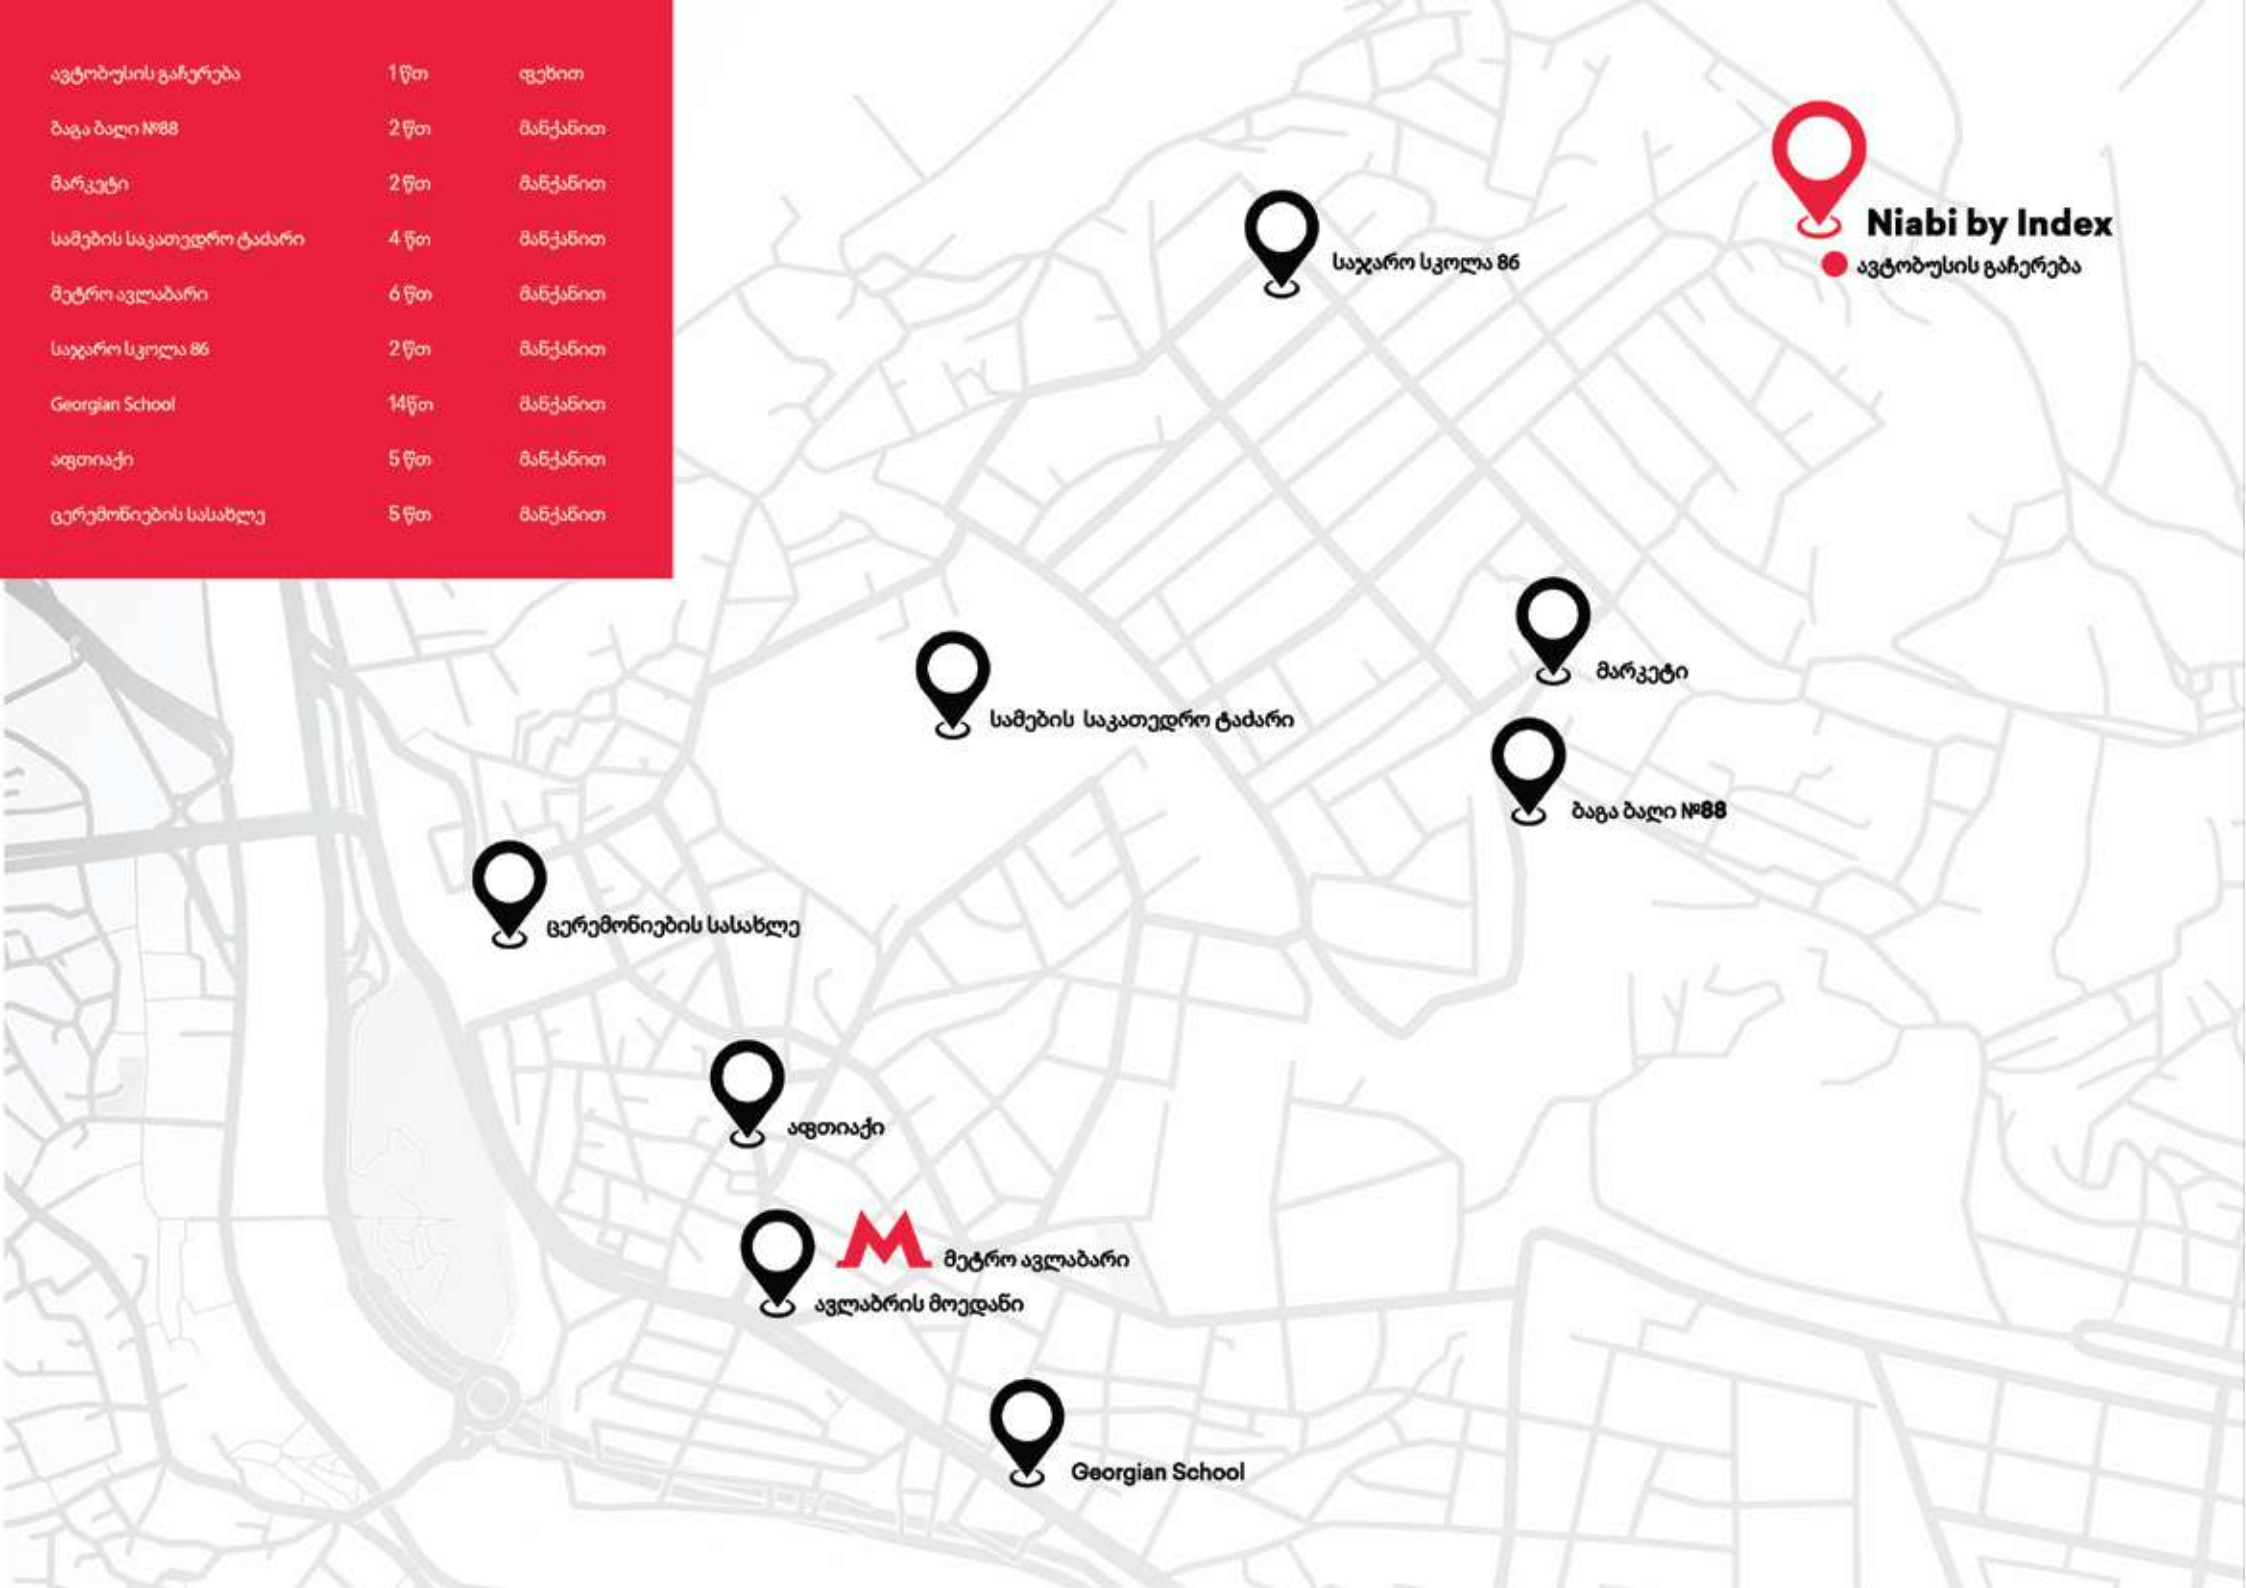 ავტობუსის გაჩერება 1 წთ ფეხით
ბაგა ბაღი №88 2 წთ მანქანით
მარკეტი 2 წთ მანქანით
სამების საკათედრო ტაძარი 4 წთ მანქანით
მეტრო ავლაბარი 6 წთ მანქანით
საჯარო სკოლა 86 2 წთ მანქანით
Georgian School 14წთ მანქანით
აფთიაქი 5 წთ მანქანით
ცერემონიების სასახლე 5 წთ მანქანით
Niabi by Index
ავტობუსის გაჩერება
საჯარო სკოლა 86
მარკეტი
სამების საკათედრო ტაძარი
ბაგა ბაღი №88
ცერემონიების სასახლე
აფთიაქი
მეტრო ავლაბარი
ავლაბრის მოედანი
Georgian School